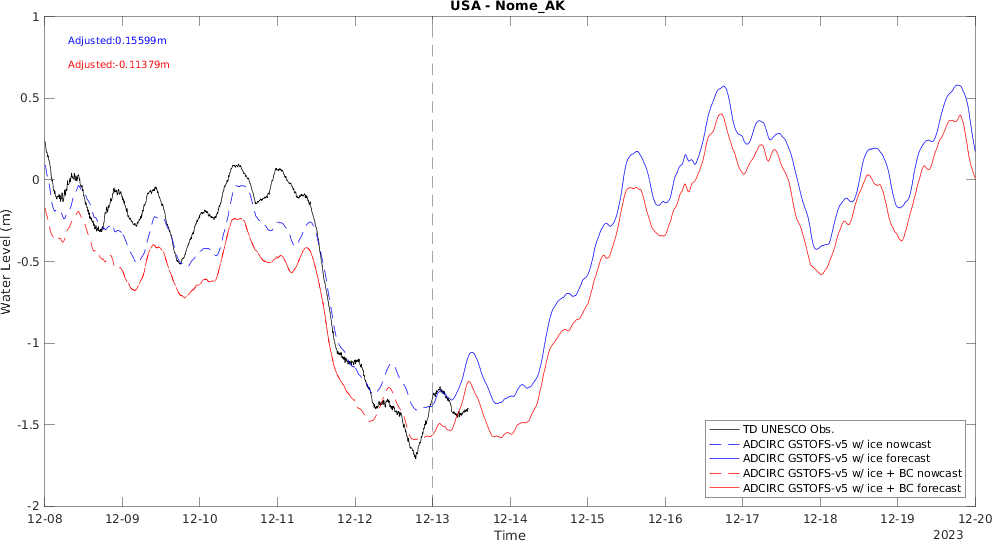 USA - Nome_AK
Adjusted:0.15599m
Adjusted:-0.11379m
Water Level (m)
1
0.5
0
-0.5
-1
-1.5
-2
12-08 12-09 12-10 12-11 12-12 12-13 12-14 12-15 12-16 12-17 12-18 12-19 12-20
Time
2023
TD UNESCO Obs.
ADCIRC GSTOFS-v5 w/ ice nowcast
ADCIRC GSTOFS-v5 w/ ice forecast
ADCIRC GSTOFS-v5 w/ ice + BC nowcast
ADCIRC GSTOFS-v5 w/ ice + BC forecast